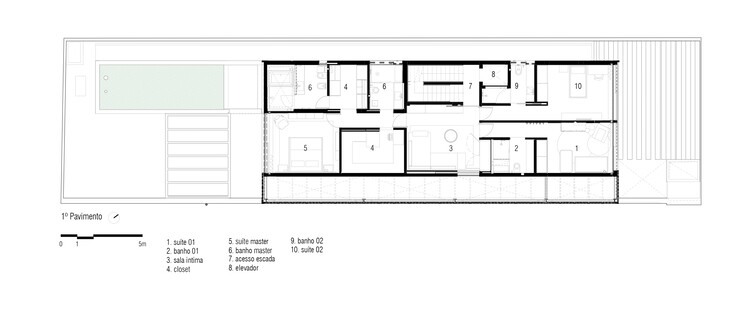 6
4
6
7
8
9
10
5
4
3
2
1
1º Pavimento
0 1 5m
1. suite 01
2. banho 01
3. sala intima
4. closet
5. suite master
6. banho master
7. acesso escada
8. elevador
9. banho 02
10. suite 02